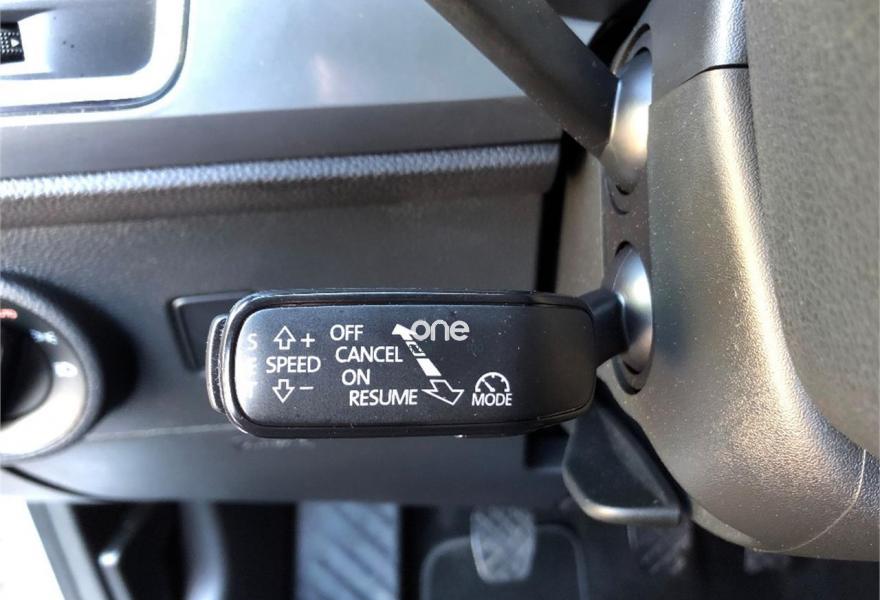 +
OFF
SPEED
CANCEL
ON
−
RESUME
MODE
one